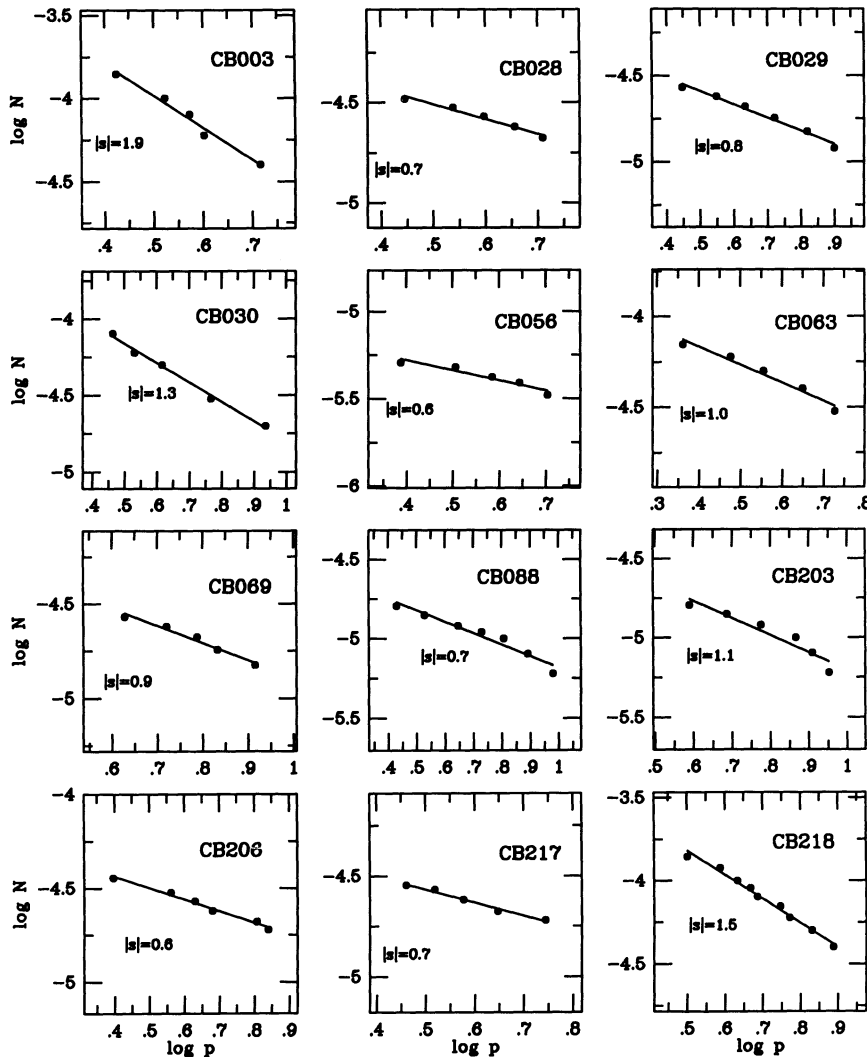 −3.5
−4
−4.5
log N
CB003
|s|=1.9
.4 .5 .6 .7
−4.5
−5
CB028
|s|=0.7
.4 .5 .6 .7
−4.5
−5
CB029
|s|=0.8
.4 .5 .6 .7 .8 .9
−4
−4.5
−5
log N
CB030
|s|=1.3
.4 .5 .6 .7 .8 .9 1
−5
−5.5
−6
CB056
|s|=0.6
.4 .5 .6 .7
−4
−4.5
CB063
|s|=1.0
.3 .4 .5 .6 .7 .8
−4.5
−5
log N
CB069
|s|=0.9
.6 .7 .8 .9 1
−4.5
−5
−5.5
CB088
|s|=0.7
.4 .5 .6 .7 .8 .9 1
−4.5
−5
−5.5
CB203
|s|=1.1
.5 .6 .7 .8 .9 1
−4
−4.5
−5
log N
CB206
|s|=0.6
.4 .5 .6 .7 .8 .9
log p
−4.5
−5
CB217
|s|=0.7
.4 .5 .6 .7 .8
log p
−3.5
−4
−4.5
CB218
|s|=1.5
.5 .6 .7 .8 .9
log p